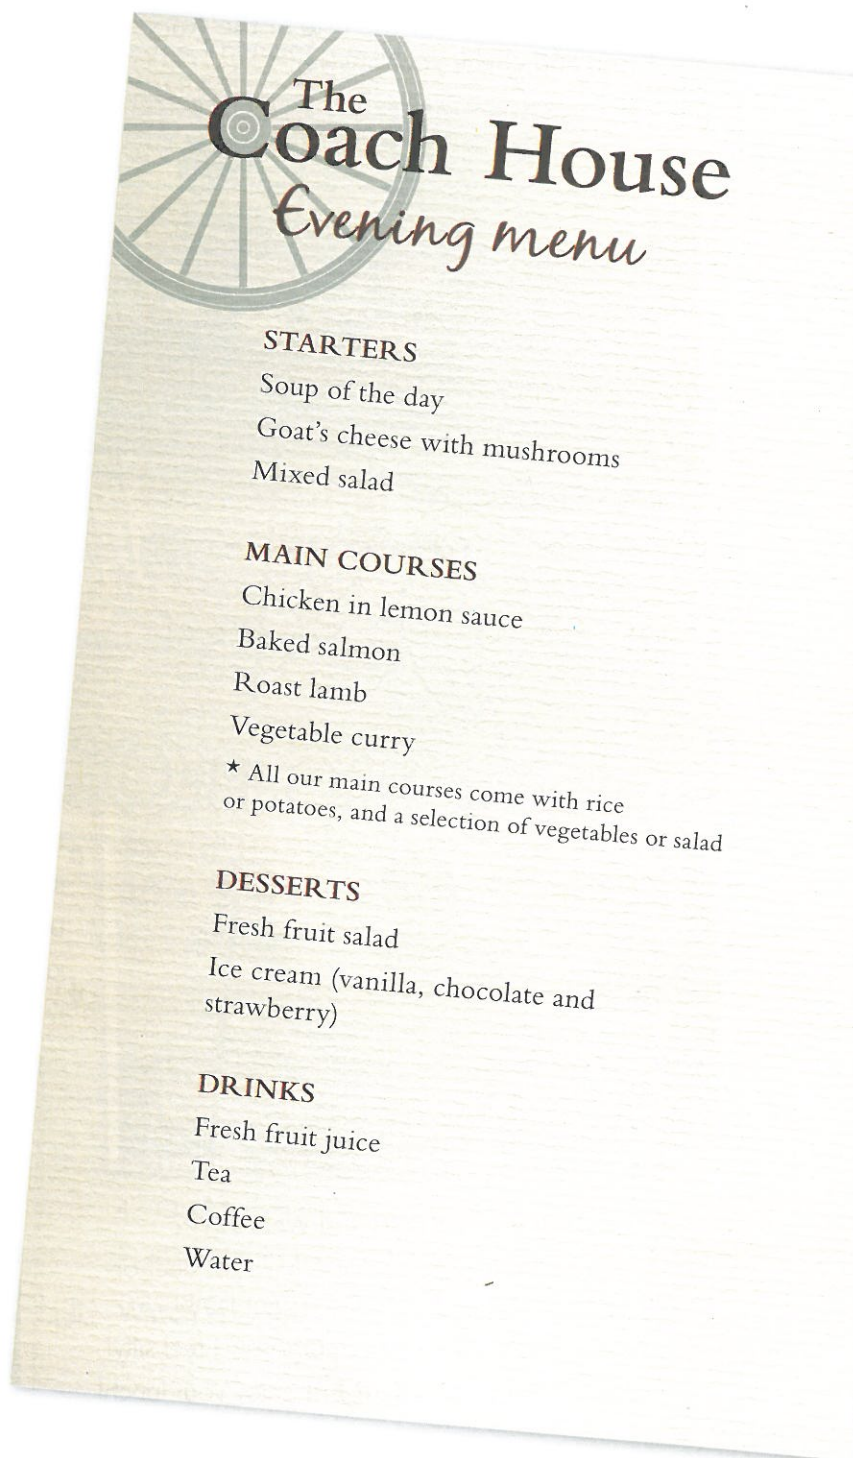 The
Coach House
Evening menu
STARTERS
Soup of the day
Goat's cheese with mushrooms
Mixed salad
MAIN COURSES
Chicken in lemon sauce
Baked salmon
Roast lamb
Vegetable curry
★ All our main courses come with rice
or potatoes, and a selection of vegetables or salad
DESSERTS
Fresh fruit salad
Ice cream (vanilla, chocolate and
strawberry)
DRINKS
Fresh fruit juice
Tea
Coffee
Water